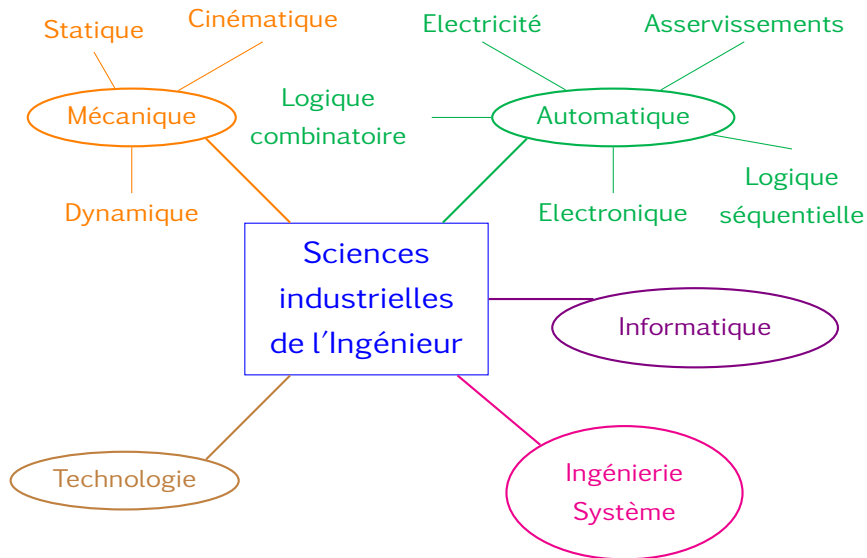 Statique
Cinématique
Electricité
Asservissements
Mécanique
Logique
combinatoire
Automatique
Dynamique
Electronique
Logique
séquentielle
Sciences
industrielles
de l'Ingénieur
Informatique
Technologie
Ingénierie
Système